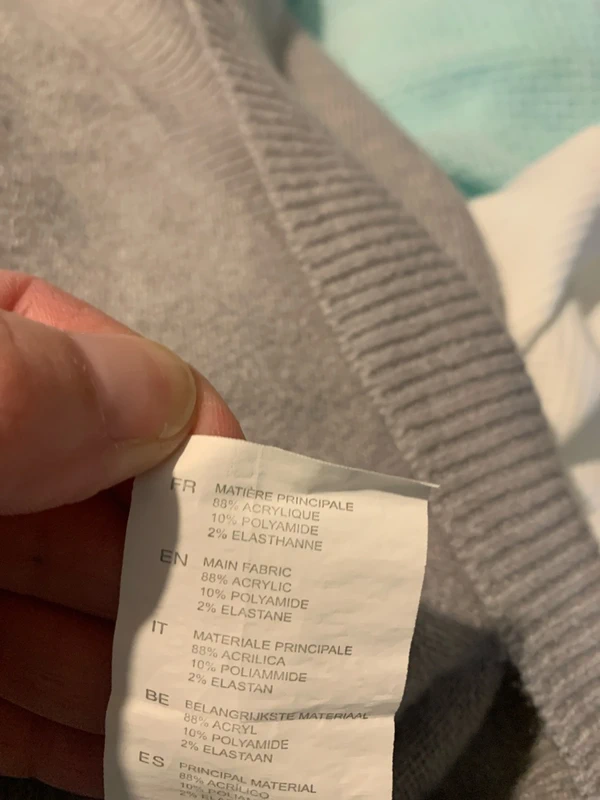 FR MATIÈRE PRINCIPALE
88% ACRYLIQUE
10% POLYAMIDE
2% ELASTHANNE
EN MAIN FABRIC
88% ACRYLIC
10% POLYAMIDE
2% ELASTANE
IT MATERIALE PRINCIPALE
88% ACRILICA
10% POLIAMMIDE
2% ELASTAN
BE BELANGRIJKSTE MATERIAAL
88% ACRYL
10% POLYAMIDE
2% ELASTAAN
ES PRINCIPAL MATERIAL
88% ACRÍLICO
10%
2%